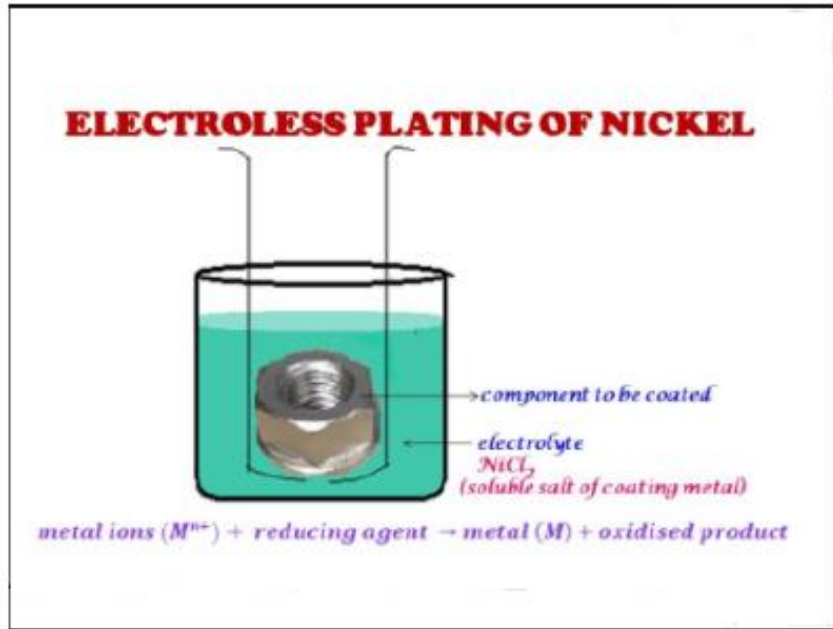 ELECTROLESS PLATING OF NICKEL
component to be coated
electrolyte
NiCl₂
(soluble salt of coating metal)
metal ions (Mⁿ⁺) + reducing agent → metal (M) + oxidised product